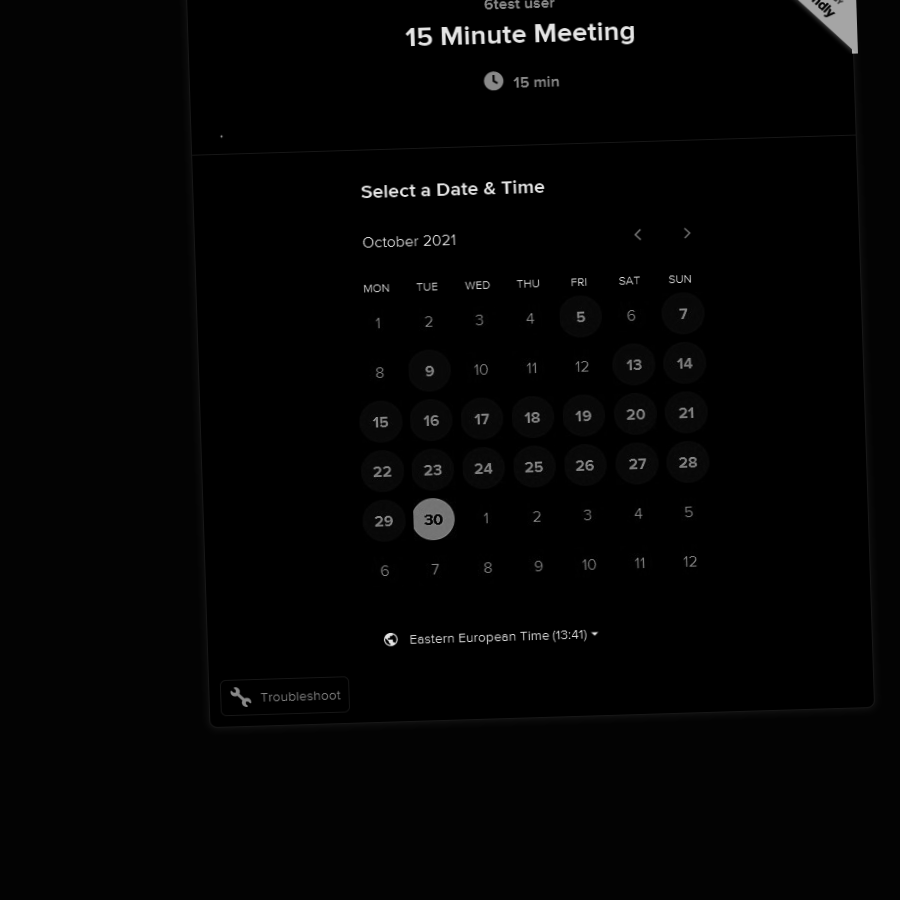 6test user
15 Minute Meeting
15 min
Select a Date & Time
October 2021
MON TUE WED THU FRI SAT SUN
1 2 3 4 5 6 7
8 9 10 11 12 13 14
15 16 17 18 19 20 21
22 23 24 25 26 27 28
29 30 1 2 3 4 5
6 7 8 9 10 11 12
Eastern European Time (13:41)
Troubleshoot